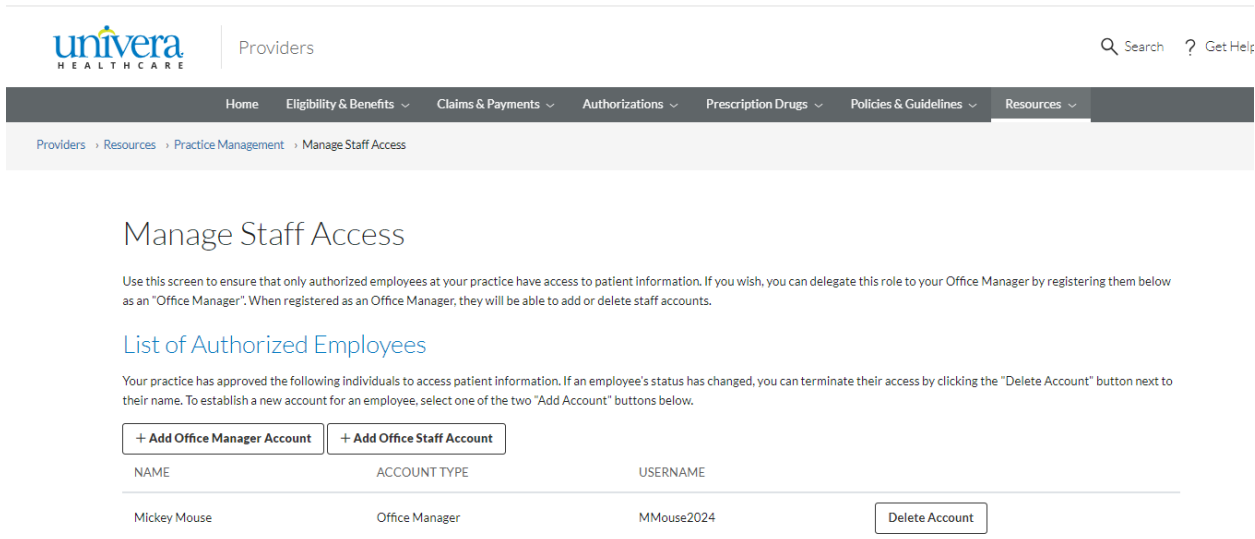 univera
HEALTHCARE
Providers
Search
? Get Help
Home Eligibility & Benefits Claims & Payments Authorizations Prescription Drugs Policies & Guidelines Resources
Providers › Resources › Practice Management › Manage Staff Access
Manage Staff Access
Use this screen to ensure that only authorized employees at your practice have access to patient information. If you wish, you can delegate this role to your Office Manager by registering them below
as an "Office Manager". When registered as an Office Manager, they will be able to add or delete staff accounts.
List of Authorized Employees
Your practice has approved the following individuals to access patient information. If an employee's status has changed, you can terminate their access by clicking the "Delete Account" button next to
their name. To establish a new account for an employee, select one of the two "Add Account" buttons below.
+ Add Office Manager Account + Add Office Staff Account
NAME ACCOUNT TYPE USERNAME
Mickey Mouse Office Manager MMouse2024 Delete Account